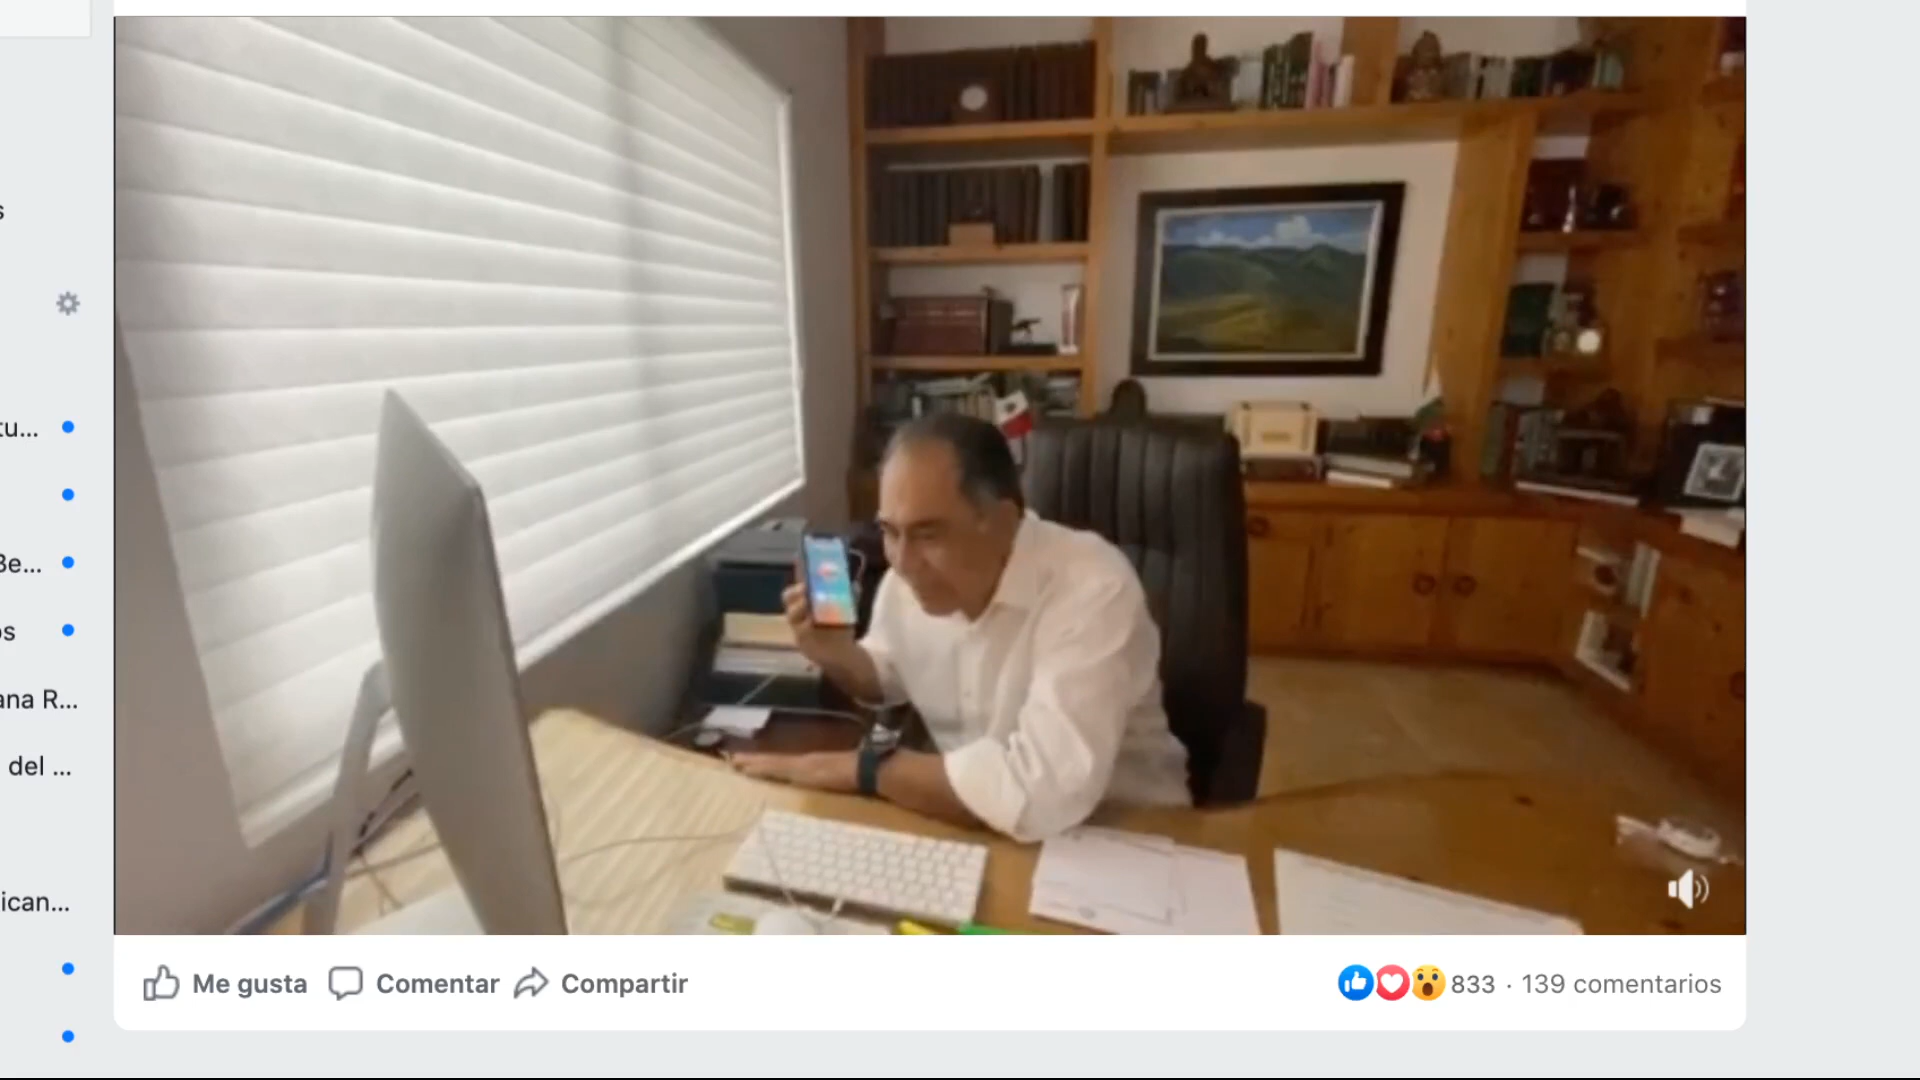 s
tu...
Be...
os
ana R...
del ...
ican...
Me gusta
Comentar
Compartir
833 · 139 comentarios